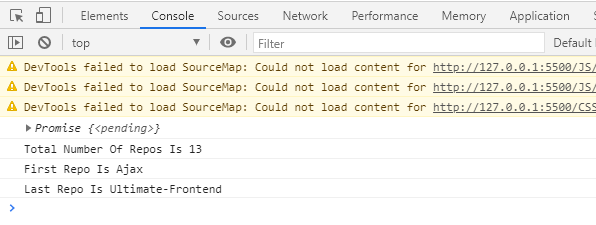 Elements Console Sources Network Performance Memory Application
top Filter Default
DevTools failed to load SourceMap: Could not load content for http://127.0.0.1:5500/JS/
DevTools failed to load SourceMap: Could not load content for http://127.0.0.1:5500/JS/
DevTools failed to load SourceMap: Could not load content for http://127.0.0.1:5500/CSS
Promise {<pending>}
Total Number Of Repos Is 13
First Repo Is Ajax
Last Repo Is Ultimate-Frontend